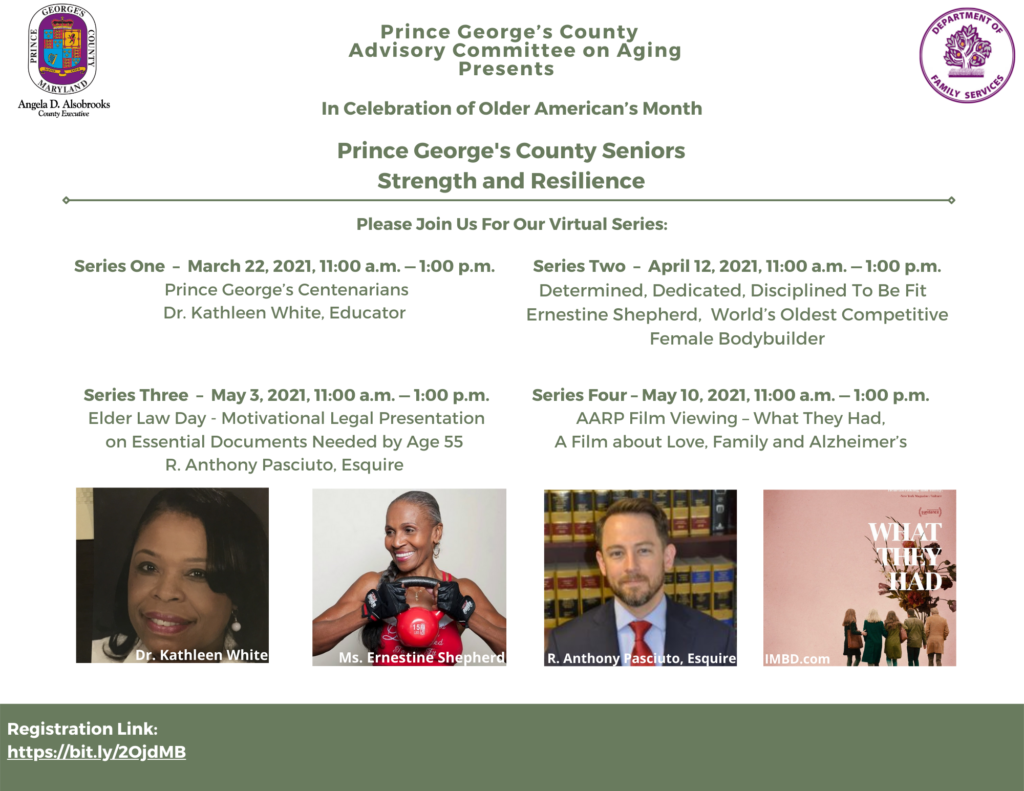 GEORGE'S
PRINCE
COUNTY
MARYLAND
Angela D. Alsobrooks
County Executive
Prince George’s County
Advisory Committee on Aging
Presents
DEPARTMENT OF
FAMILY SERVICES
In Celebration of Older American’s Month
Prince George's County Seniors
Strength and Resilience
Please Join Us For Our Virtual Series:
Series One – March 22, 2021, 11:00 a.m. — 1:00 p.m.
Prince George’s Centenarians
Dr. Kathleen White, Educator
Series Two – April 12, 2021, 11:00 a.m. — 1:00 p.m.
Determined, Dedicated, Disciplined To Be Fit
Ernestine Shepherd, World’s Oldest Competitive
Female Bodybuilder
Series Three – May 3, 2021, 11:00 a.m. — 1:00 p.m.
Elder Law Day - Motivational Legal Presentation
on Essential Documents Needed by Age 55
R. Anthony Pasciuto, Esquire
Series Four – May 10, 2021, 11:00 a.m. — 1:00 p.m.
AARP Film Viewing – What They Had,
A Film about Love, Family and Alzheimer’s
Dr. Kathleen White
15B
Ms. Ernestine Shepherd
R. Anthony Pasciuto, Esquire
WHAT
THEY
HAD
IMBD.com
Registration Link:
https://bit.ly/2OjdMB